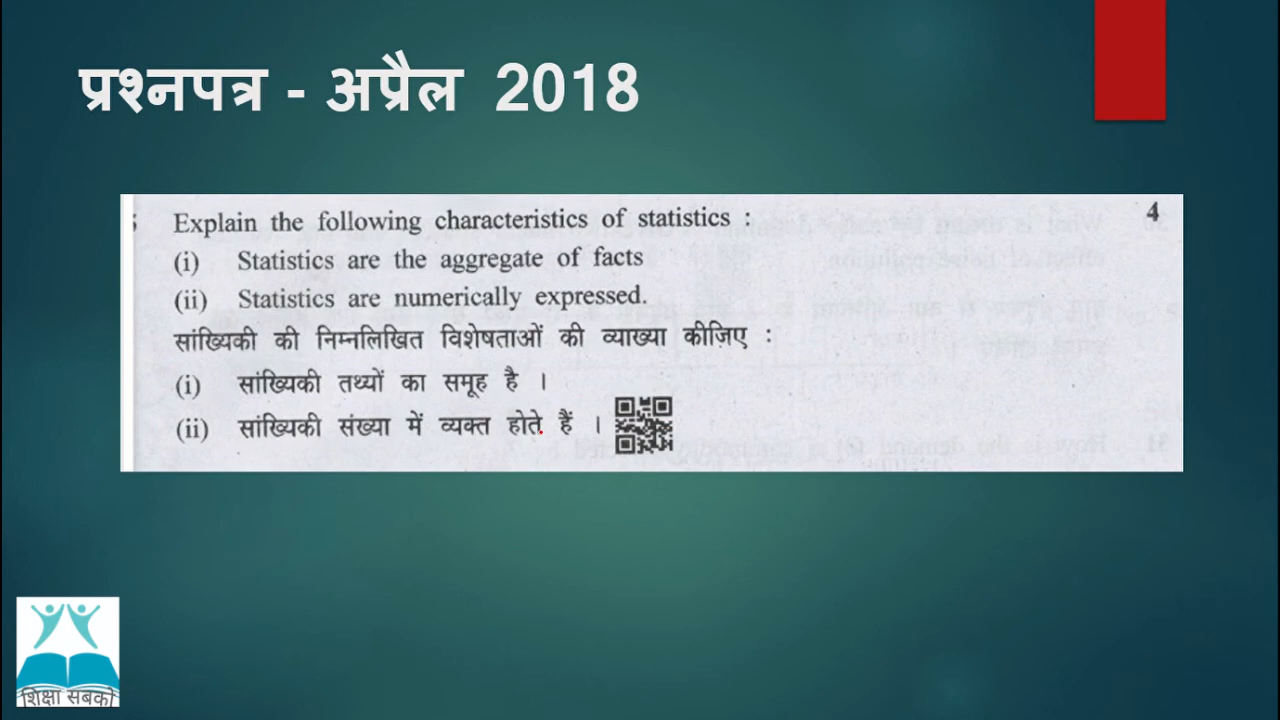 प्रश्नपत्र - अप्रैल 2018
Explain the following characteristics of statistics : 4
(i) Statistics are the aggregate of facts
(ii) Statistics are numerically expressed.
सांख्यिकी की निम्नलिखित विशेषताओं की व्याख्या कीजिए :
(i) सांख्यिकी तथ्यों का समूह है ।
(ii) सांख्यिकी संख्या में व्यक्त होते हैं ।
शिक्षा सबको